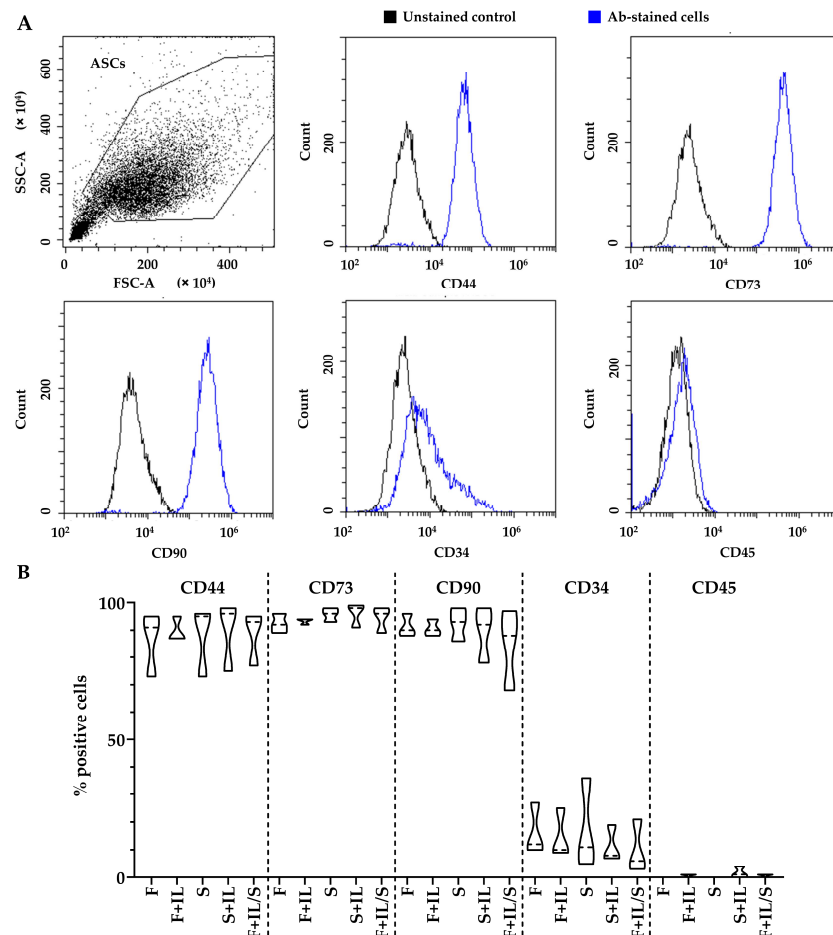 A
Unstained control
Ab-stained cells
ASCs
SSC-A (× 10⁴)
600
400
200
0
0 200 400
FSC-A (× 10⁴)
Count
200
0
10² 10⁴ 10⁶
CD44
Count
200
0
10² 10⁴ 10⁶
CD73
Count
200
0
10² 10⁴ 10⁶
CD90
Count
200
0
10² 10⁴ 10⁶
CD34
Count
200
0
10² 10⁴ 10⁶
CD45
B
CD44 CD73 CD90 CD34 CD45
% positive cells
100
50
0
F F+IL S S+IL F+IL/S F F+IL S S+IL F+IL/S F F+IL S S+IL F+IL/S F F+IL S S+IL F+IL/S F F+IL S S+IL F+IL/S